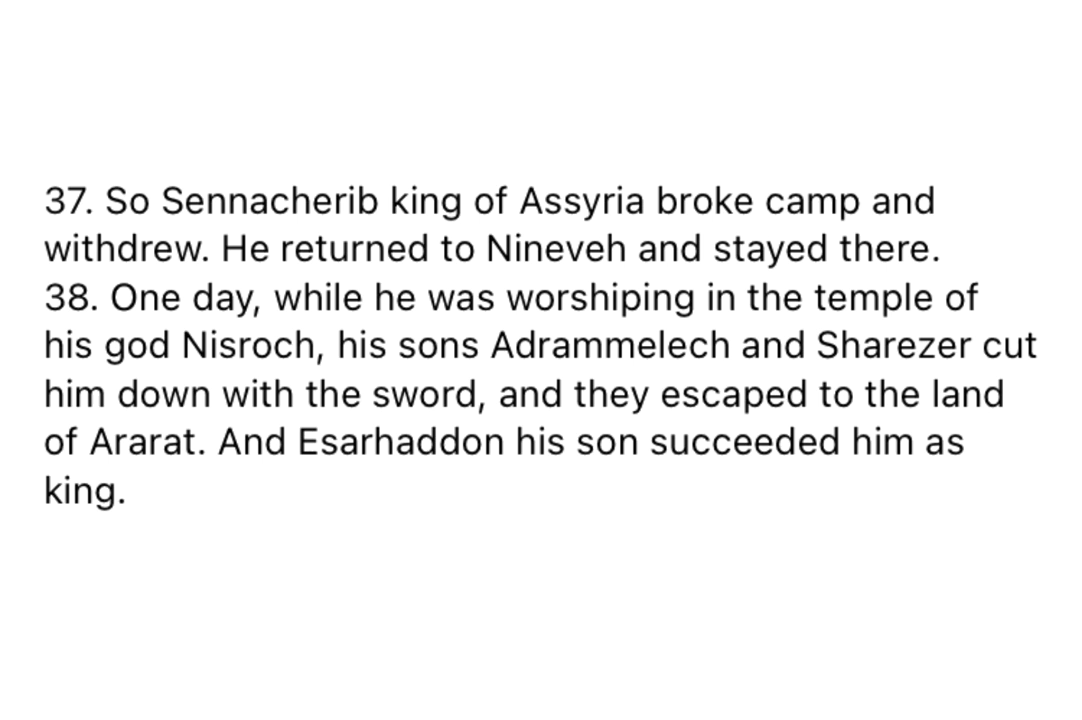 37. So Sennacherib king of Assyria broke camp and
withdrew. He returned to Nineveh and stayed there.
38. One day, while he was worshiping in the temple of
his god Nisroch, his sons Adrammelech and Sharezer cut
him down with the sword, and they escaped to the land
of Ararat. And Esarhaddon his son succeeded him as
king.